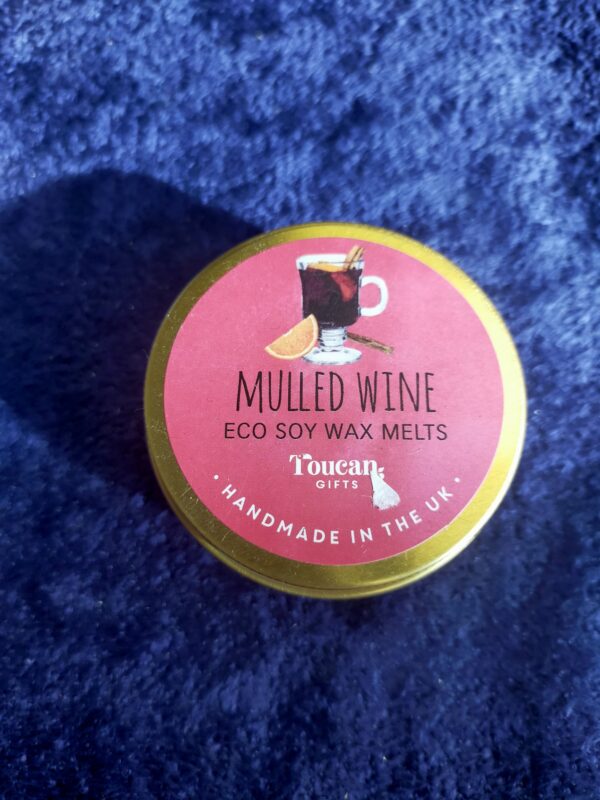 MULLED WINE
ECO SOY WAX MELTS
Toucan
GIFTS
• HANDMADE IN THE UK •